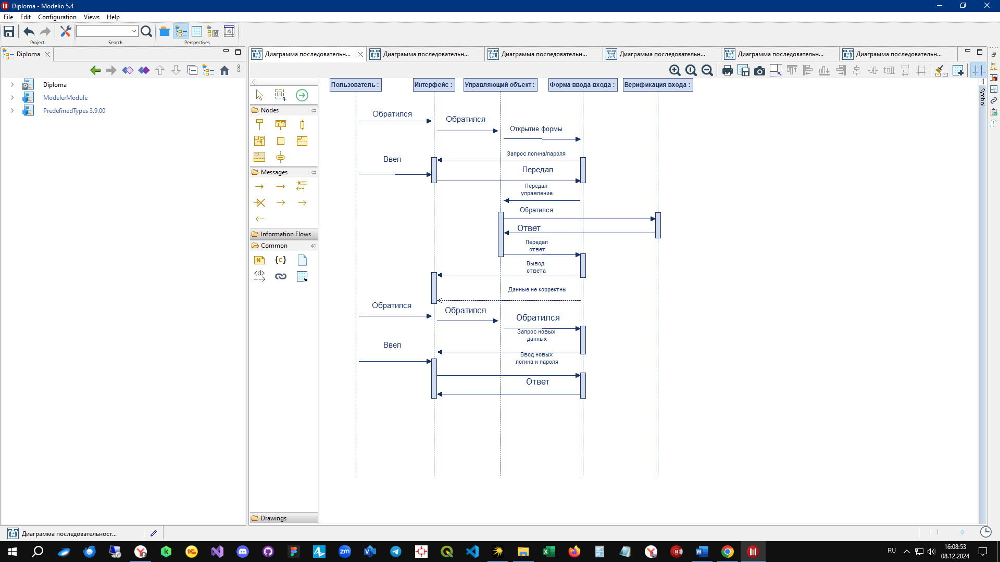 Diploma - Modelio 5.4
File Edit Configuration Views Help
Project
Search
Perspectives
Diploma
Диаграмма последовательн...
Диаграмма последовательн...
Диаграмма последовательн...
Диаграмма последовательн...
Диаграмма последовательн...
Диаграмма последовательн...
Diploma
ModelerModule
PredefinedTypes 3.9.00
Nodes
Messages
Information Flows
Common
N
{c}
<d>
Drawings
Symbol
Пользователь :
Интерфейс :
Управляющий объект :
Форма ввода входа :
Верификация входа :
Обратился
Обратился
Открытие формы
Запрос логина/пароля
Ввел
Передал
Передал
управление
Обратился
Ответ
Передал
ответ
Вывод
ответа
Данные не корректны
Обратился
Обратился
Обратился
Запрос новых
данных
Ввел
Ввод новых
логина и пароля
Ответ
Диаграмма последовательност...
0
RU
16:08:53
08.12.2024